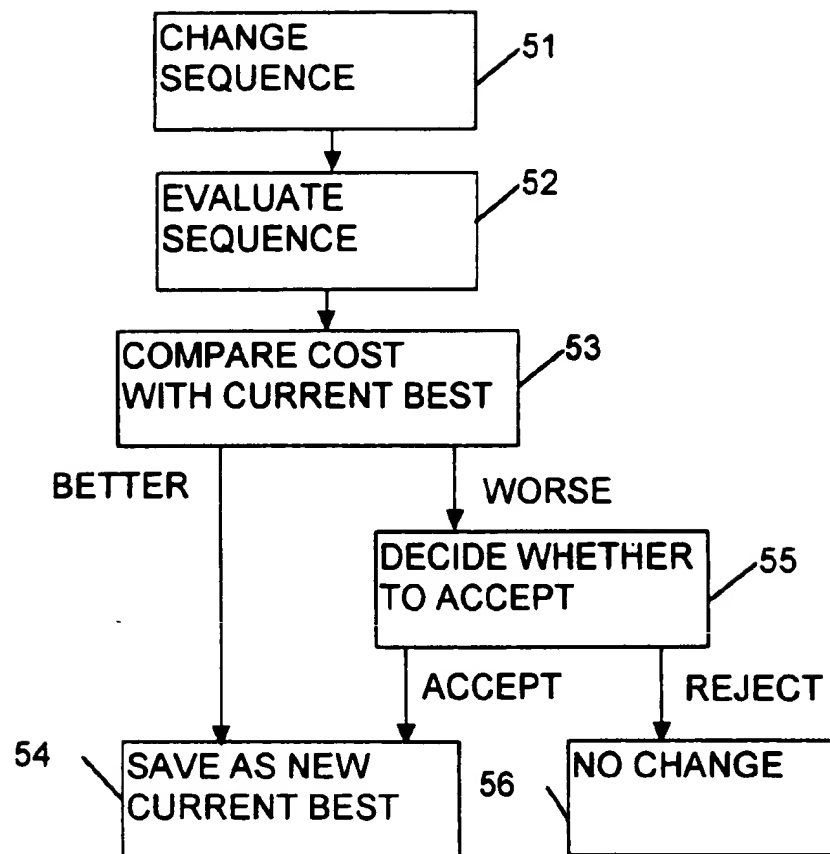 CHANGE
SEQUENCE
51
EVALUATE
SEQUENCE
52
COMPARE COST
WITH CURRENT BEST
53
BETTER
WORSE
DECIDE WHETHER
TO ACCEPT
55
ACCEPT
REJECT
54
SAVE AS NEW
CURRENT BEST
56
NO CHANGE